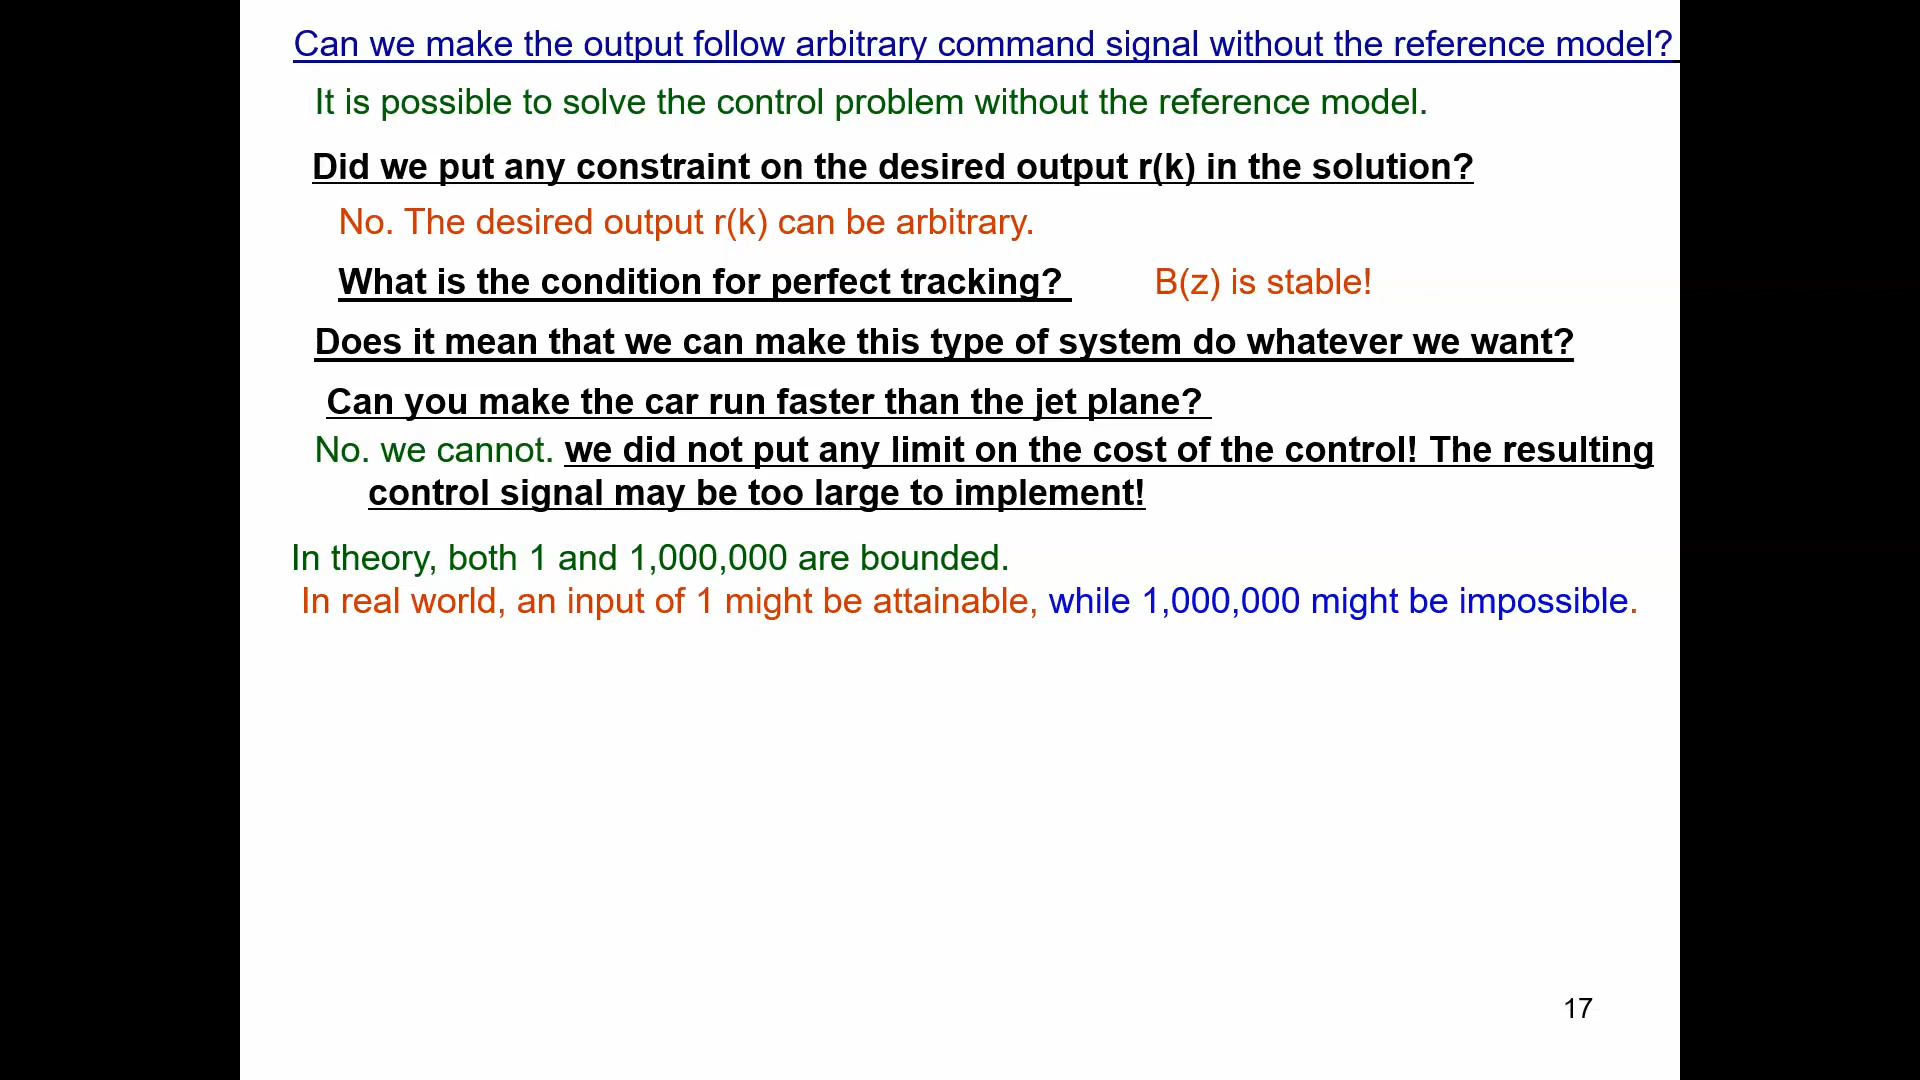 Can we make the output follow arbitrary command signal without the reference model?
It is possible to solve the control problem without the reference model.
Did we put any constraint on the desired output r(k) in the solution?
No. The desired output r(k) can be arbitrary.
What is the condition for perfect tracking? B(z) is stable!
Does it mean that we can make this type of system do whatever we want?
Can you make the car run faster than the jet plane?
No. we cannot. we did not put any limit on the cost of the control! The resulting
control signal may be too large to implement!
In theory, both 1 and 1,000,000 are bounded.
In real world, an input of 1 might be attainable, while 1,000,000 might be impossible.
17